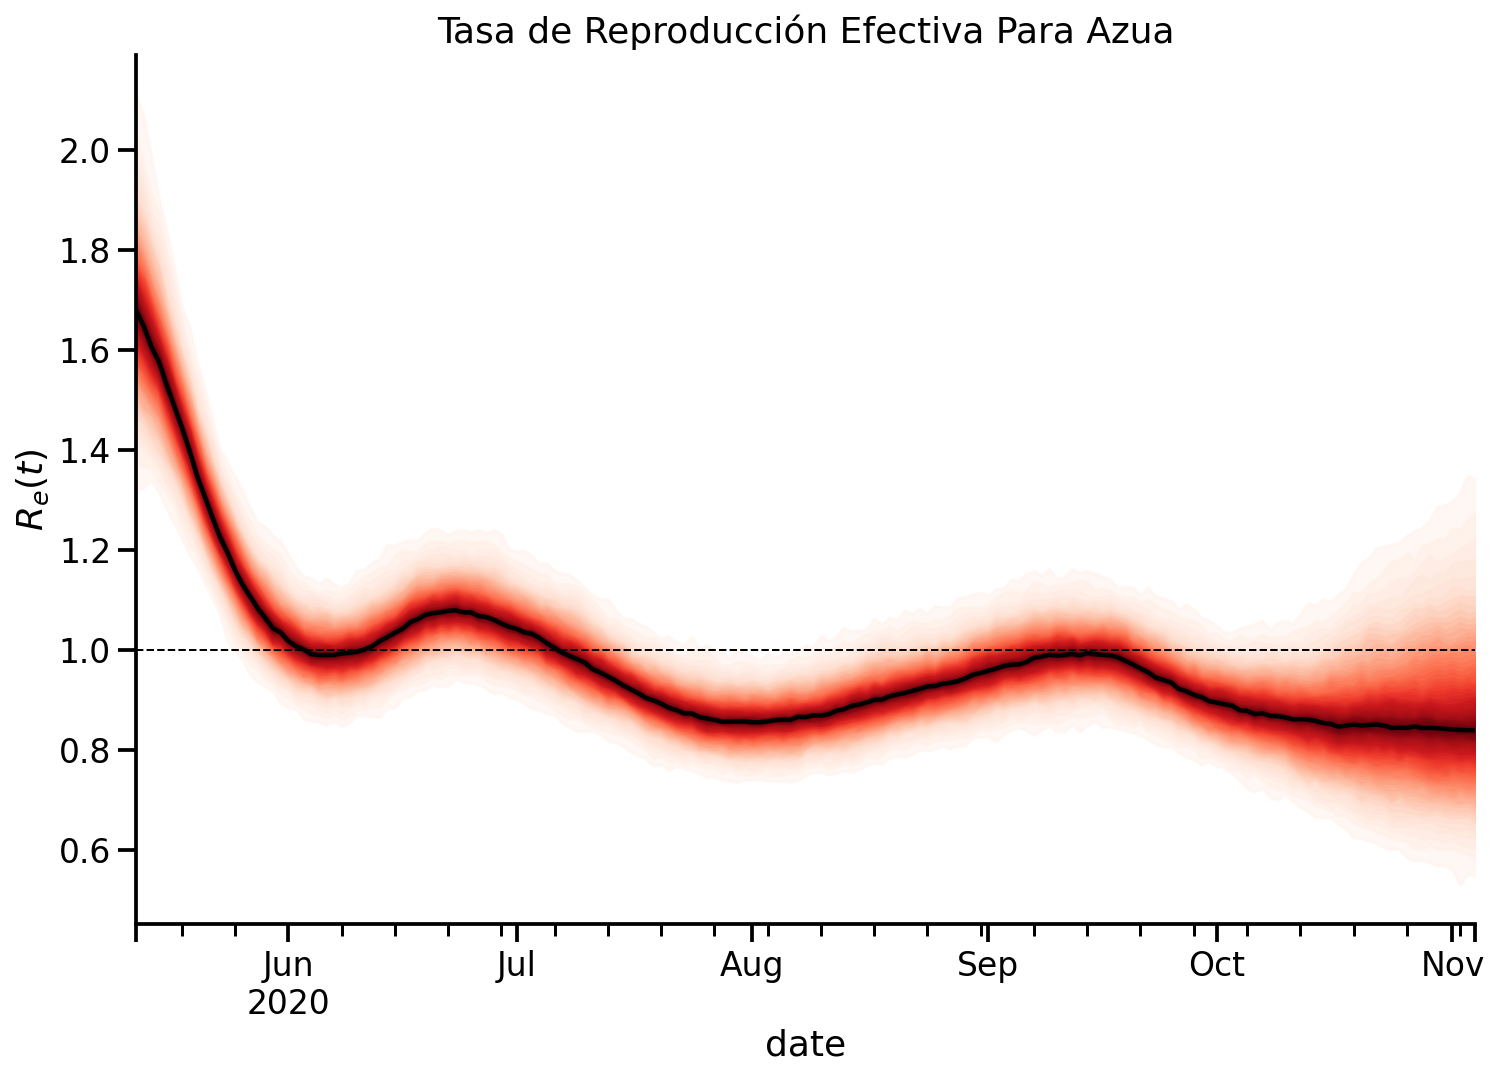 Tasa de Reproducción Efectiva Para Azua
2.0
1.8
1.6
1.4
1.2
1.0
0.8
0.6
Re(t)
Jun Jul Aug Sep Oct Nov
2020
date